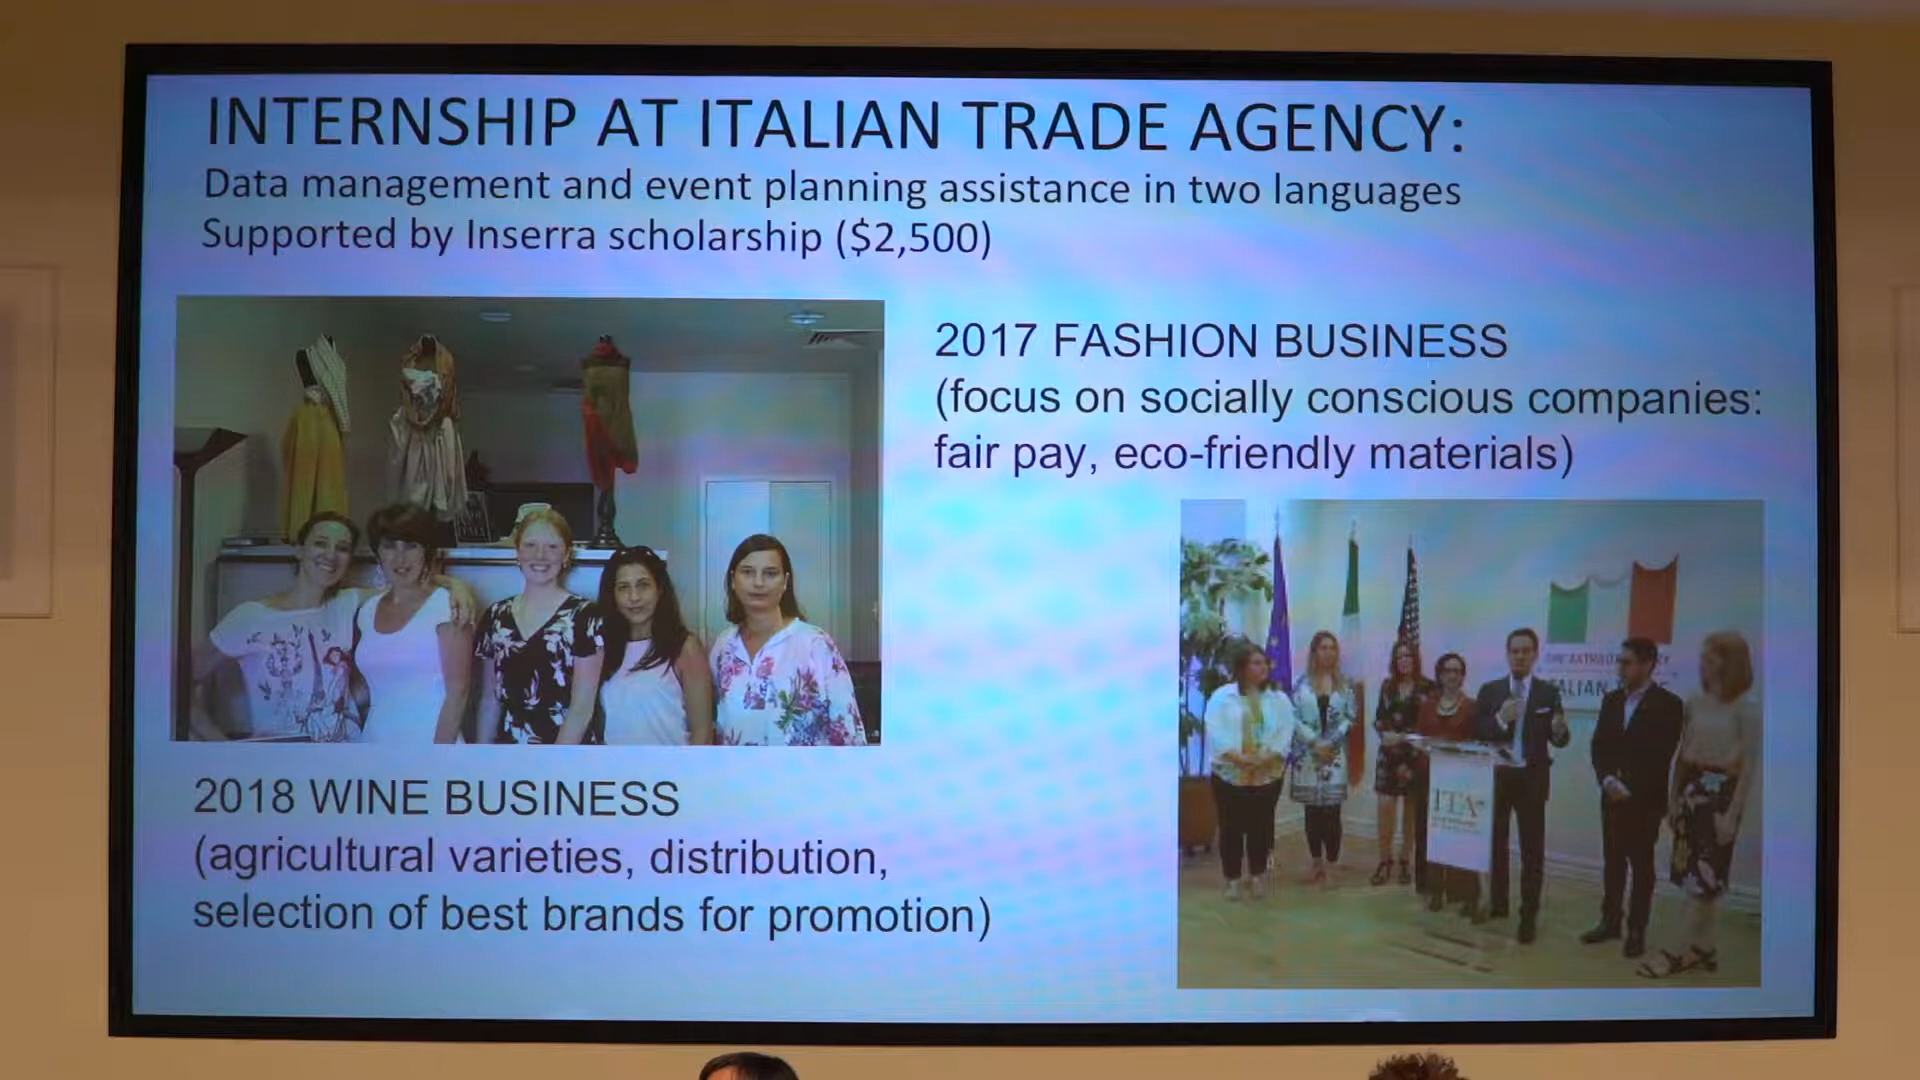 INTERNSHIP AT ITALIAN TRADE AGENCY:
Data management and event planning assistance in two languages
Supported by Inserra scholarship ($2,500)
2017 FASHION BUSINESS
(focus on socially conscious companies:
fair pay, eco-friendly materials)
ITALIAN
ITA
2018 WINE BUSINESS
(agricultural varieties, distribution,
selection of best brands for promotion)